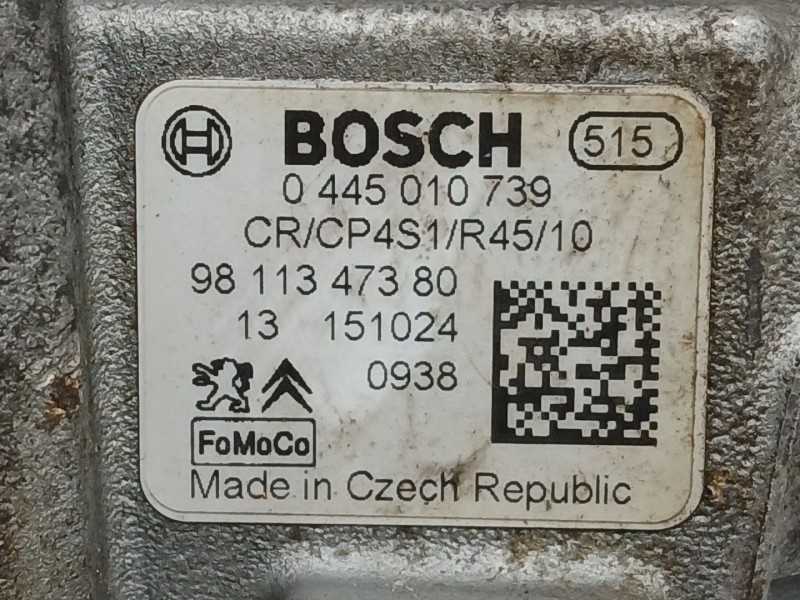 BOSCH 515
0 445 010 739
CR/CP4S1/R45/10
98 113 473 80
13 151024
0938
FoMoCo
Made in Czech Republic